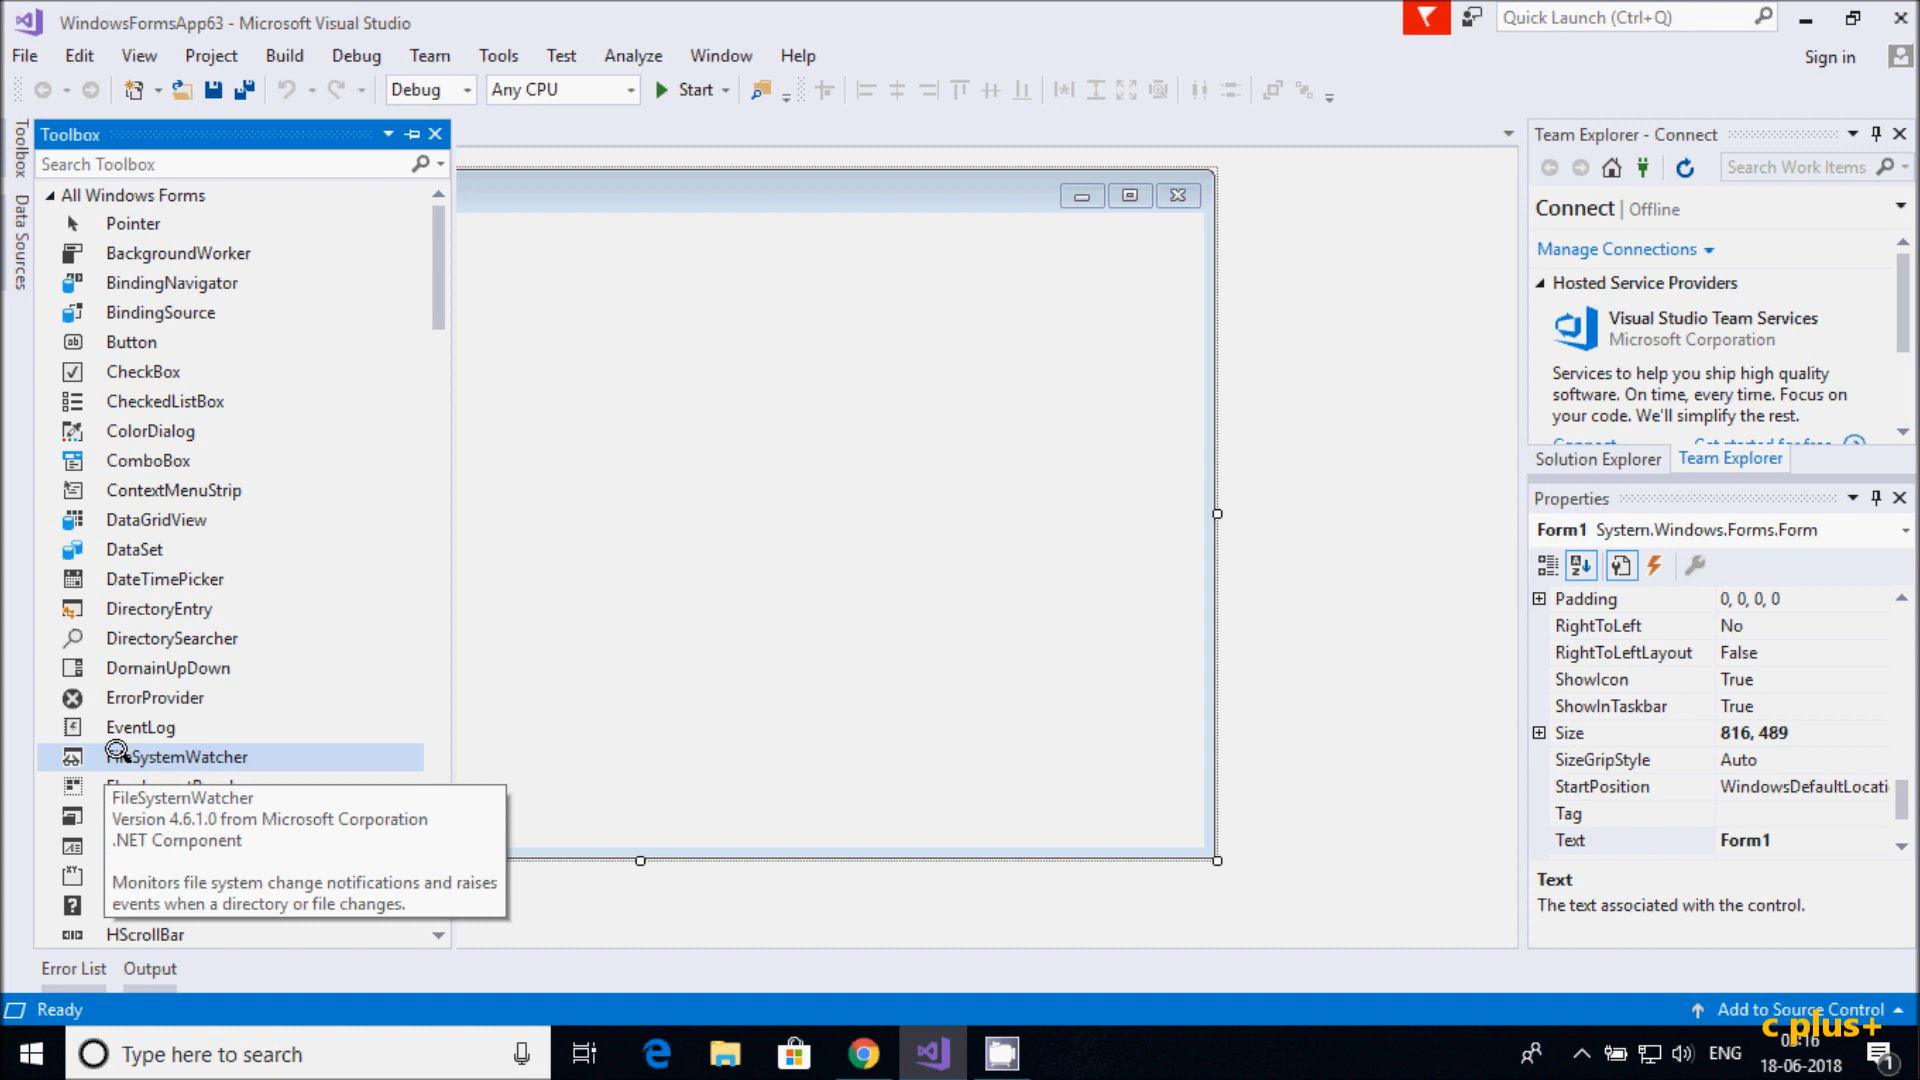 WindowsFormsApp63 - Microsoft Visual Studio
Quick Launch (Ctrl+Q)
File Edit View Project Build Debug Team Tools Test Analyze Window Help
Sign in
Debug Any CPU Start
Toolbox
Data Sources
Toolbox
Search Toolbox
All Windows Forms
Pointer
BackgroundWorker
BindingNavigator
BindingSource
Button
CheckBox
CheckedListBox
ColorDialog
ComboBox
ContextMenuStrip
DataGridView
DataSet
DateTimePicker
DirectoryEntry
DirectorySearcher
DomainUpDown
ErrorProvider
EventLog
FileSystemWatcher
FileSystemWatcher
Version 4.6.1.0 from Microsoft Corporation
.NET Component
Monitors file system change notifications and raises
events when a directory or file changes.
HScrollBar
Team Explorer - Connect
Search Work Items
Connect | Offline
Manage Connections
Hosted Service Providers
Visual Studio Team Services
Microsoft Corporation
Services to help you ship high quality
software. On time, every time. Focus on
your code. We'll simplify the rest.
Solution Explorer Team Explorer
Properties
Form1 System.Windows.Forms.Form
Padding 0, 0, 0, 0
RightToLeft No
RightToLeftLayout False
ShowIcon True
ShowInTaskbar True
Size 816, 489
SizeGripStyle Auto
StartPosition WindowsDefaultLocati
Tag
Text Form1
Text
The text associated with the control.
Error List Output
Ready
Add to Source Control
c plus+
Type here to search
ENG
18-06-2018
1